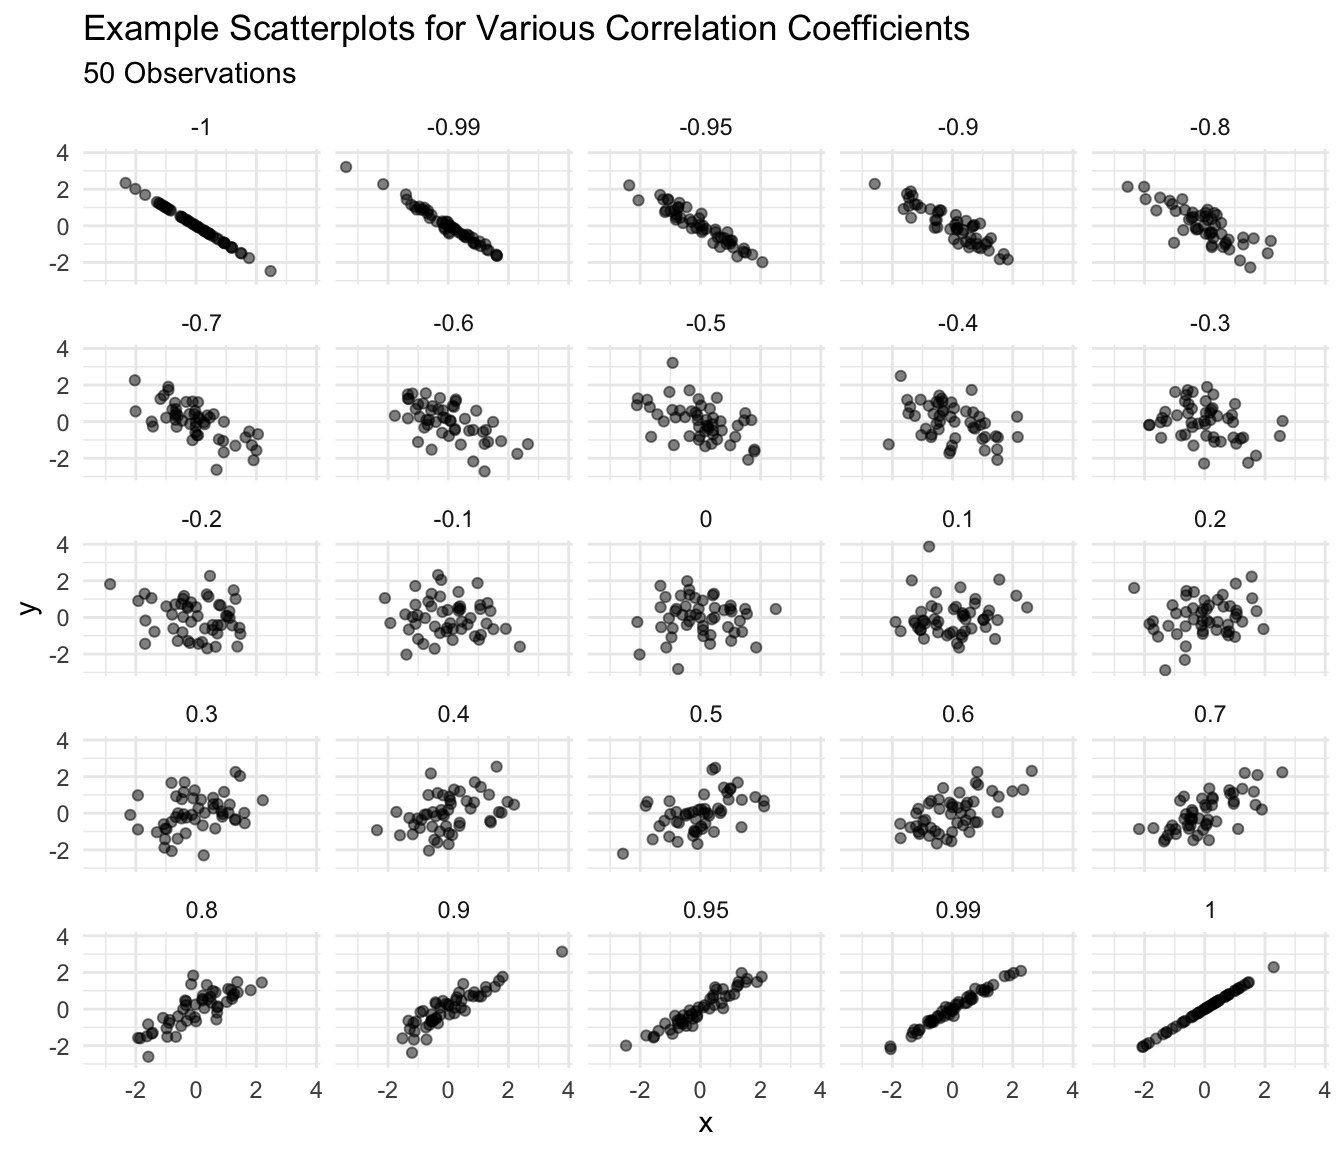 Example Scatterplots for Various Correlation Coefficients
50 Observations
-1 -0.99 -0.95 -0.9 -0.8
4
2
0
-2
-0.7 -0.6 -0.5 -0.4 -0.3
4
2
0
-2
-0.2 -0.1 0 0.1 0.2
4
2
0
-2
y
0.3 0.4 0.5 0.6 0.7
4
2
0
-2
0.8 0.9 0.95 0.99 1
4
2
0
-2
-2 0 2 4 -2 0 2 4 -2 0 2 4 -2 0 2 4 -2 0 2 4
x